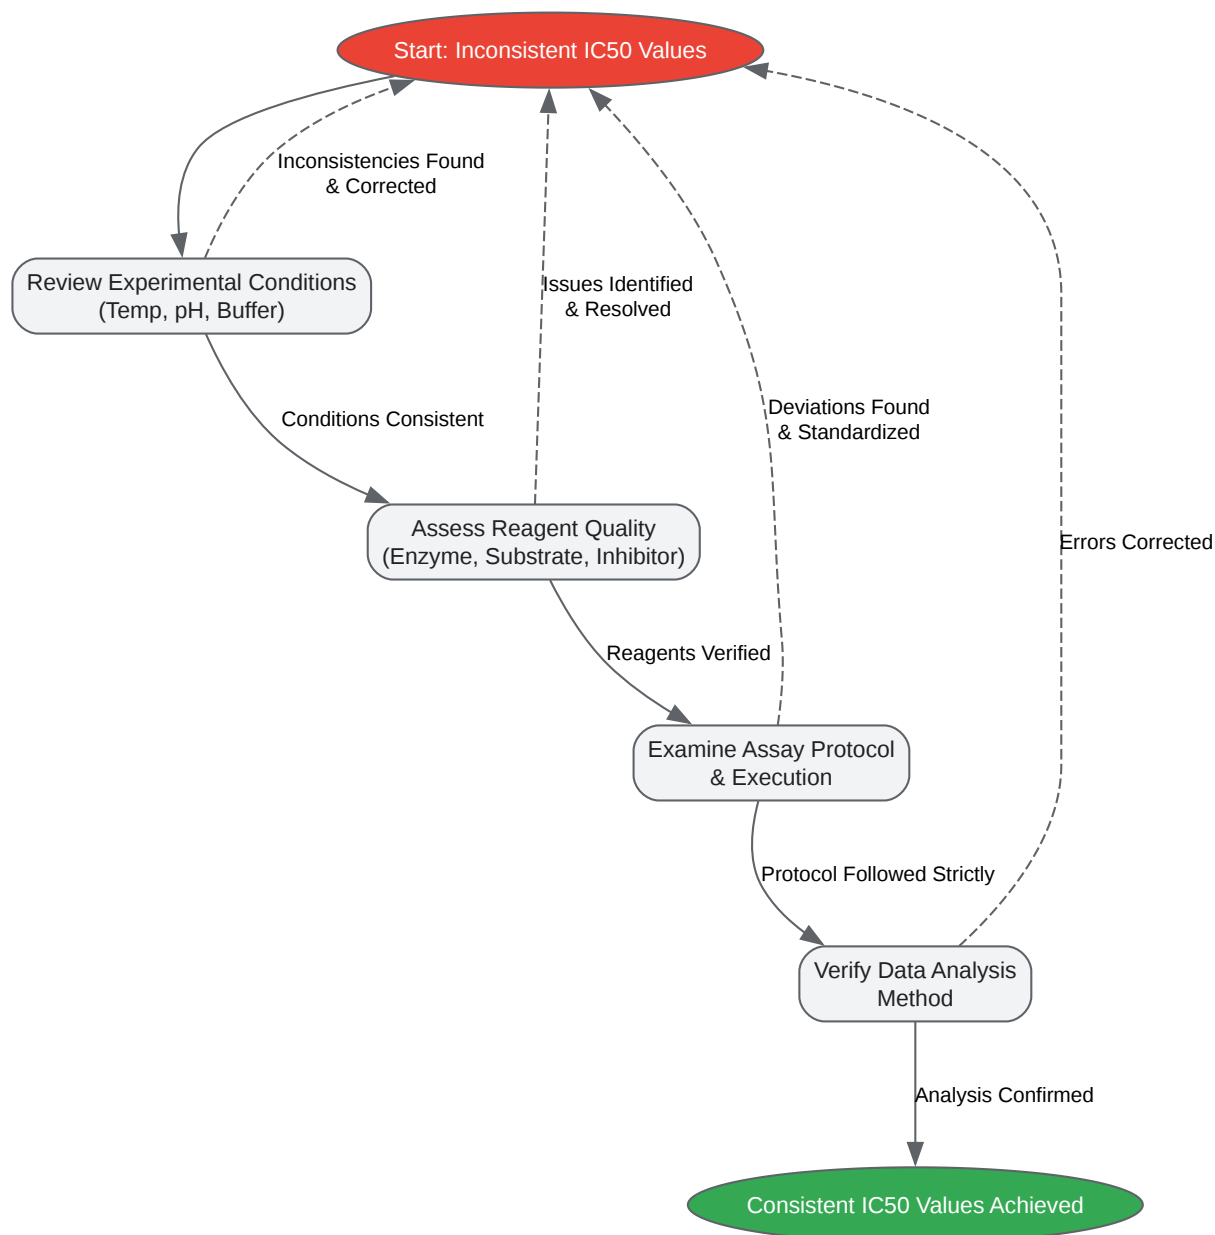 Start: Inconsistent IC50 Values
Inconsistencies Found
& Corrected
Review Experimental Conditions
(Temp, pH, Buffer)
Issues Identified
& Resolved
Conditions Consistent
Deviations Found
& Standardized
Assess Reagent Quality
(Enzyme, Substrate, Inhibitor)
Errors Corrected
Reagents Verified
Examine Assay Protocol
& Execution
Protocol Followed Strictly
Verify Data Analysis
Method
Analysis Confirmed
Consistent IC50 Values Achieved